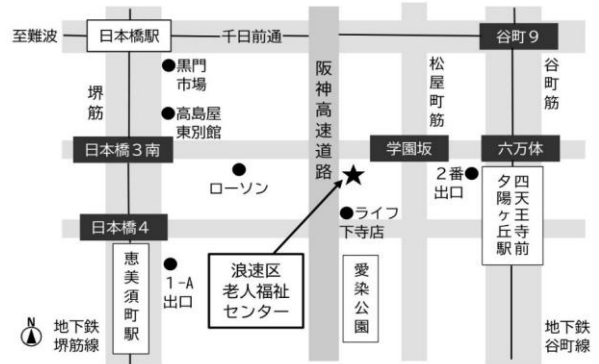 至難波
日本橋駅
千日前通
谷町９
黒門
市場
堺筋
高島屋
東別館
阪神高速道路
松屋町筋
谷町筋
日本橋３南
学園坂
六万体
ローソン
２番
出口
四天王寺前
夕陽ヶ丘駅
日本橋４
ライフ
下寺店
恵美須町駅
１-A
出口
浪速区
老人福祉
センター
愛染公園
N
地下鉄
堺筋線
地下鉄
谷町線